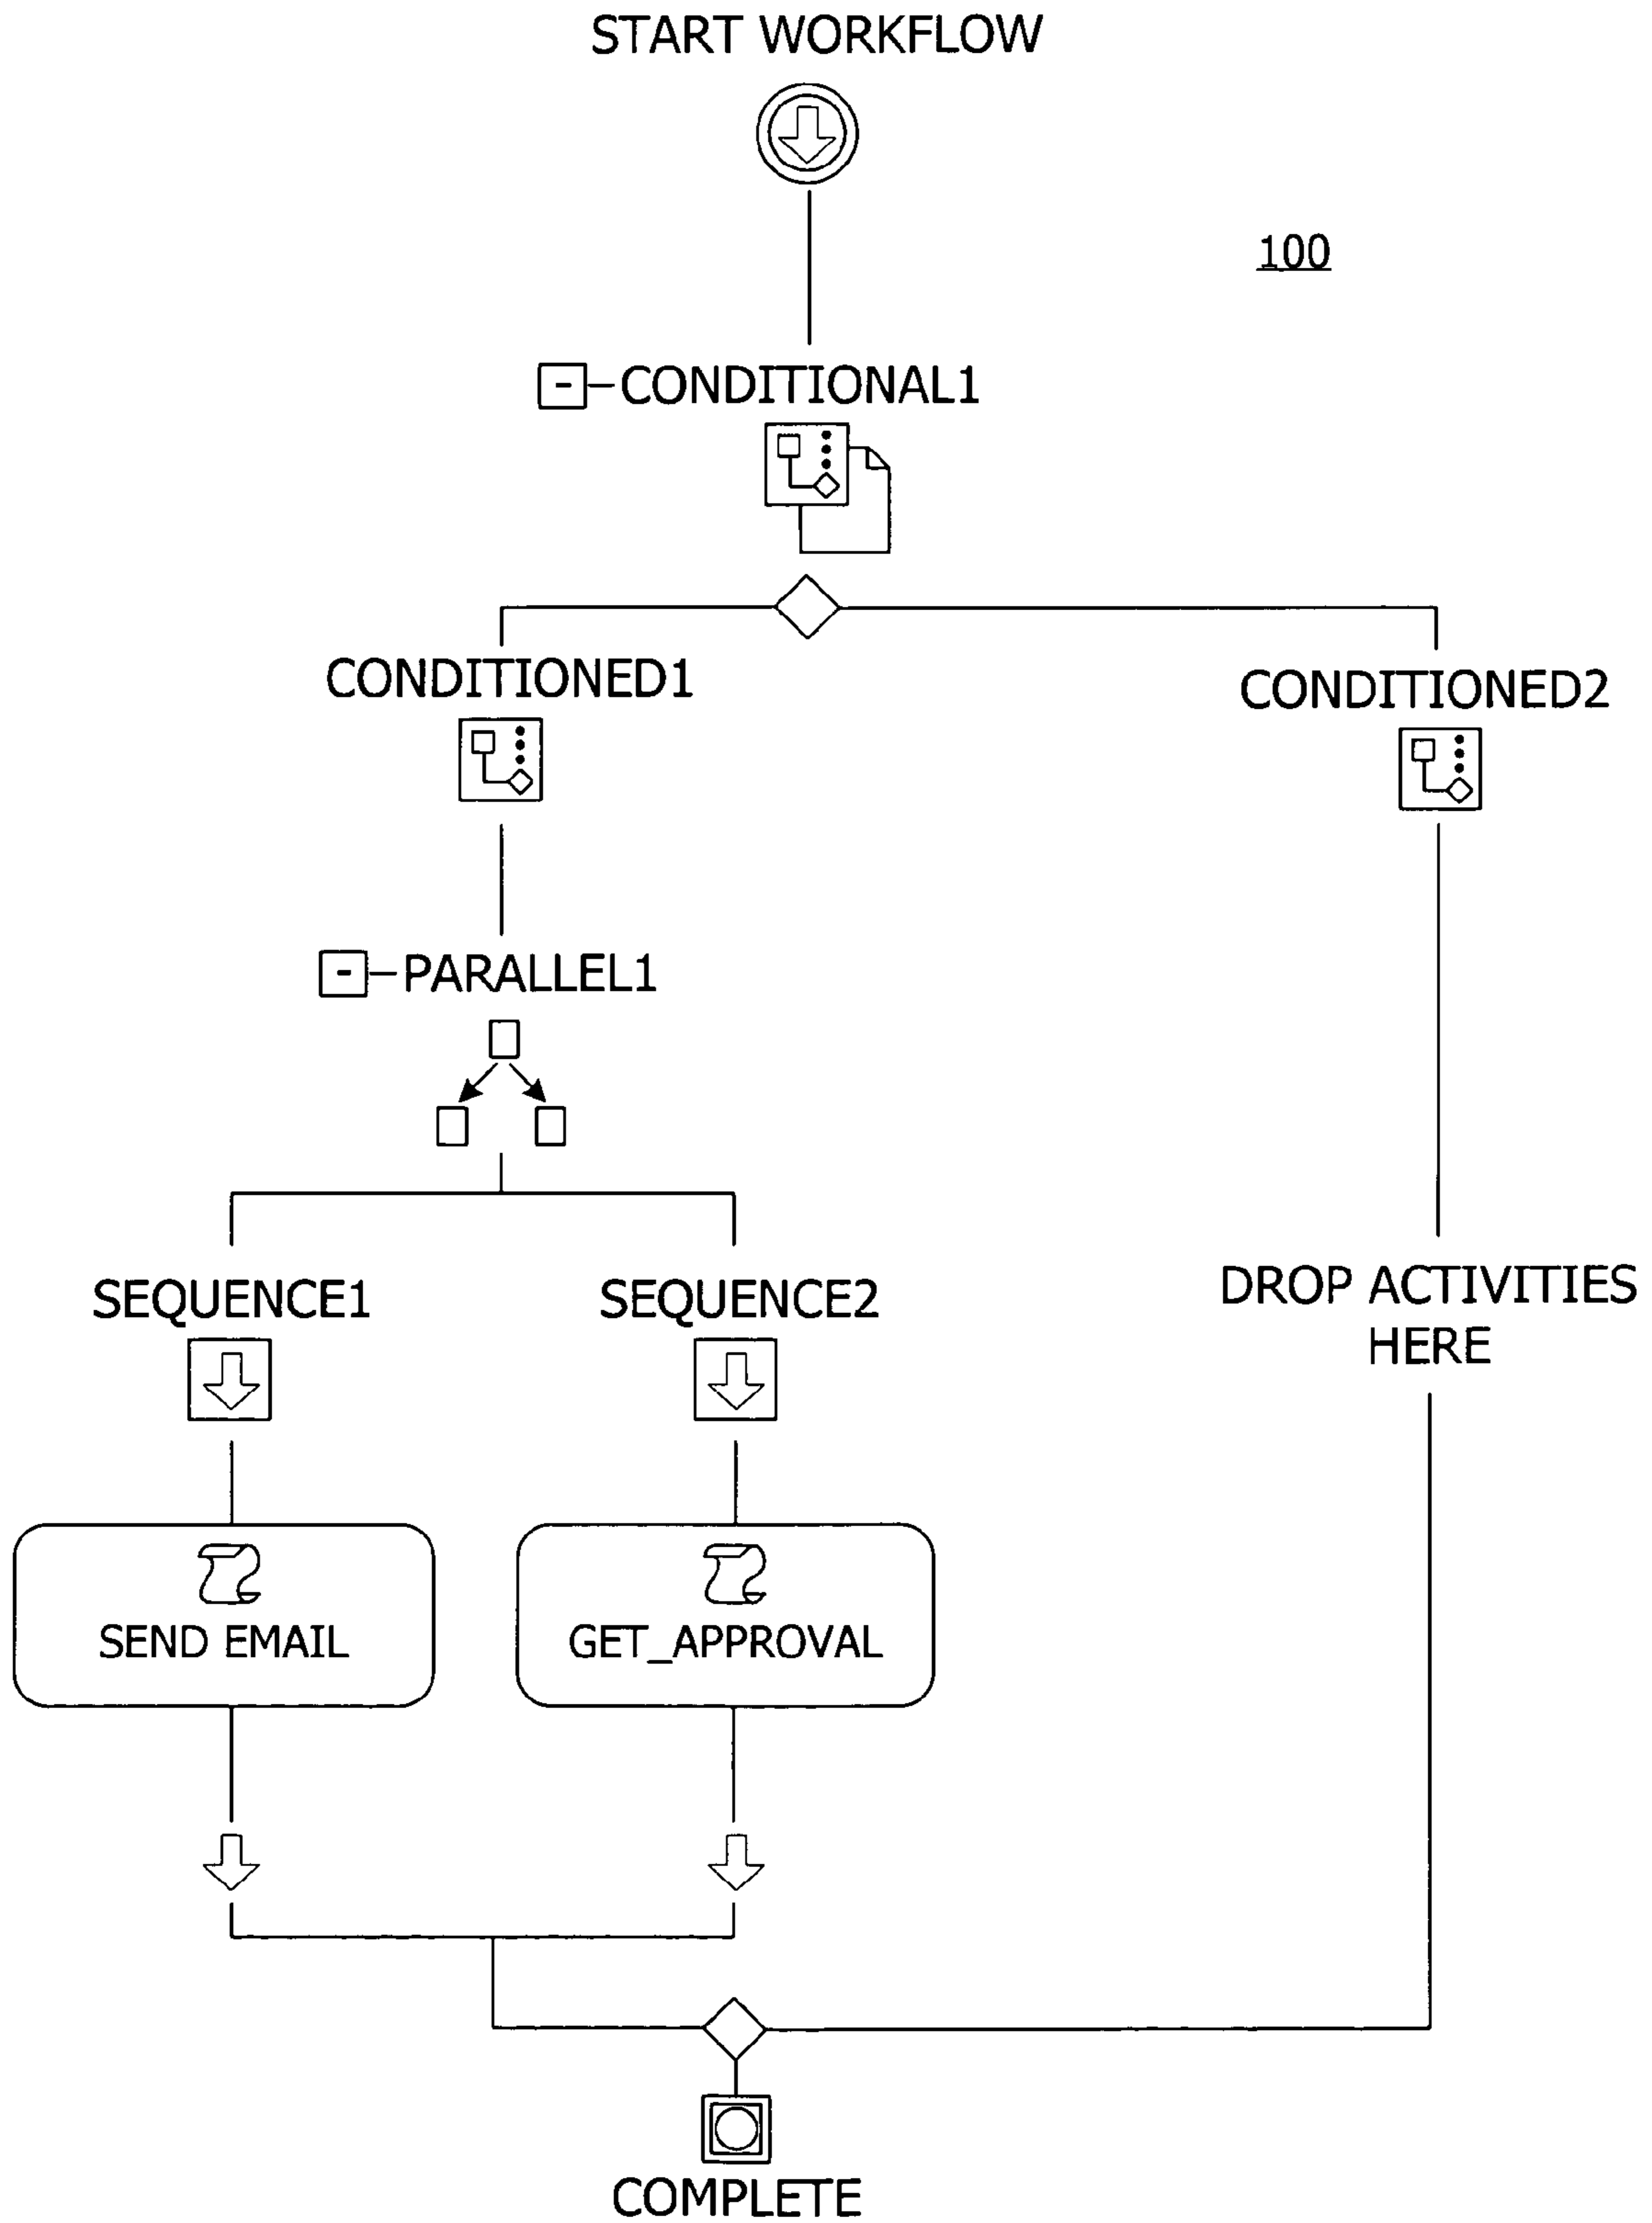 START WORKFLOW
100
CONDITIONAL1
CONDITIONED1
CONDITIONED2
PARALLEL1
SEQUENCE1
SEQUENCE2
DROP ACTIVITIES
HERE
SEND EMAIL
GET_APPROVAL
COMPLETE